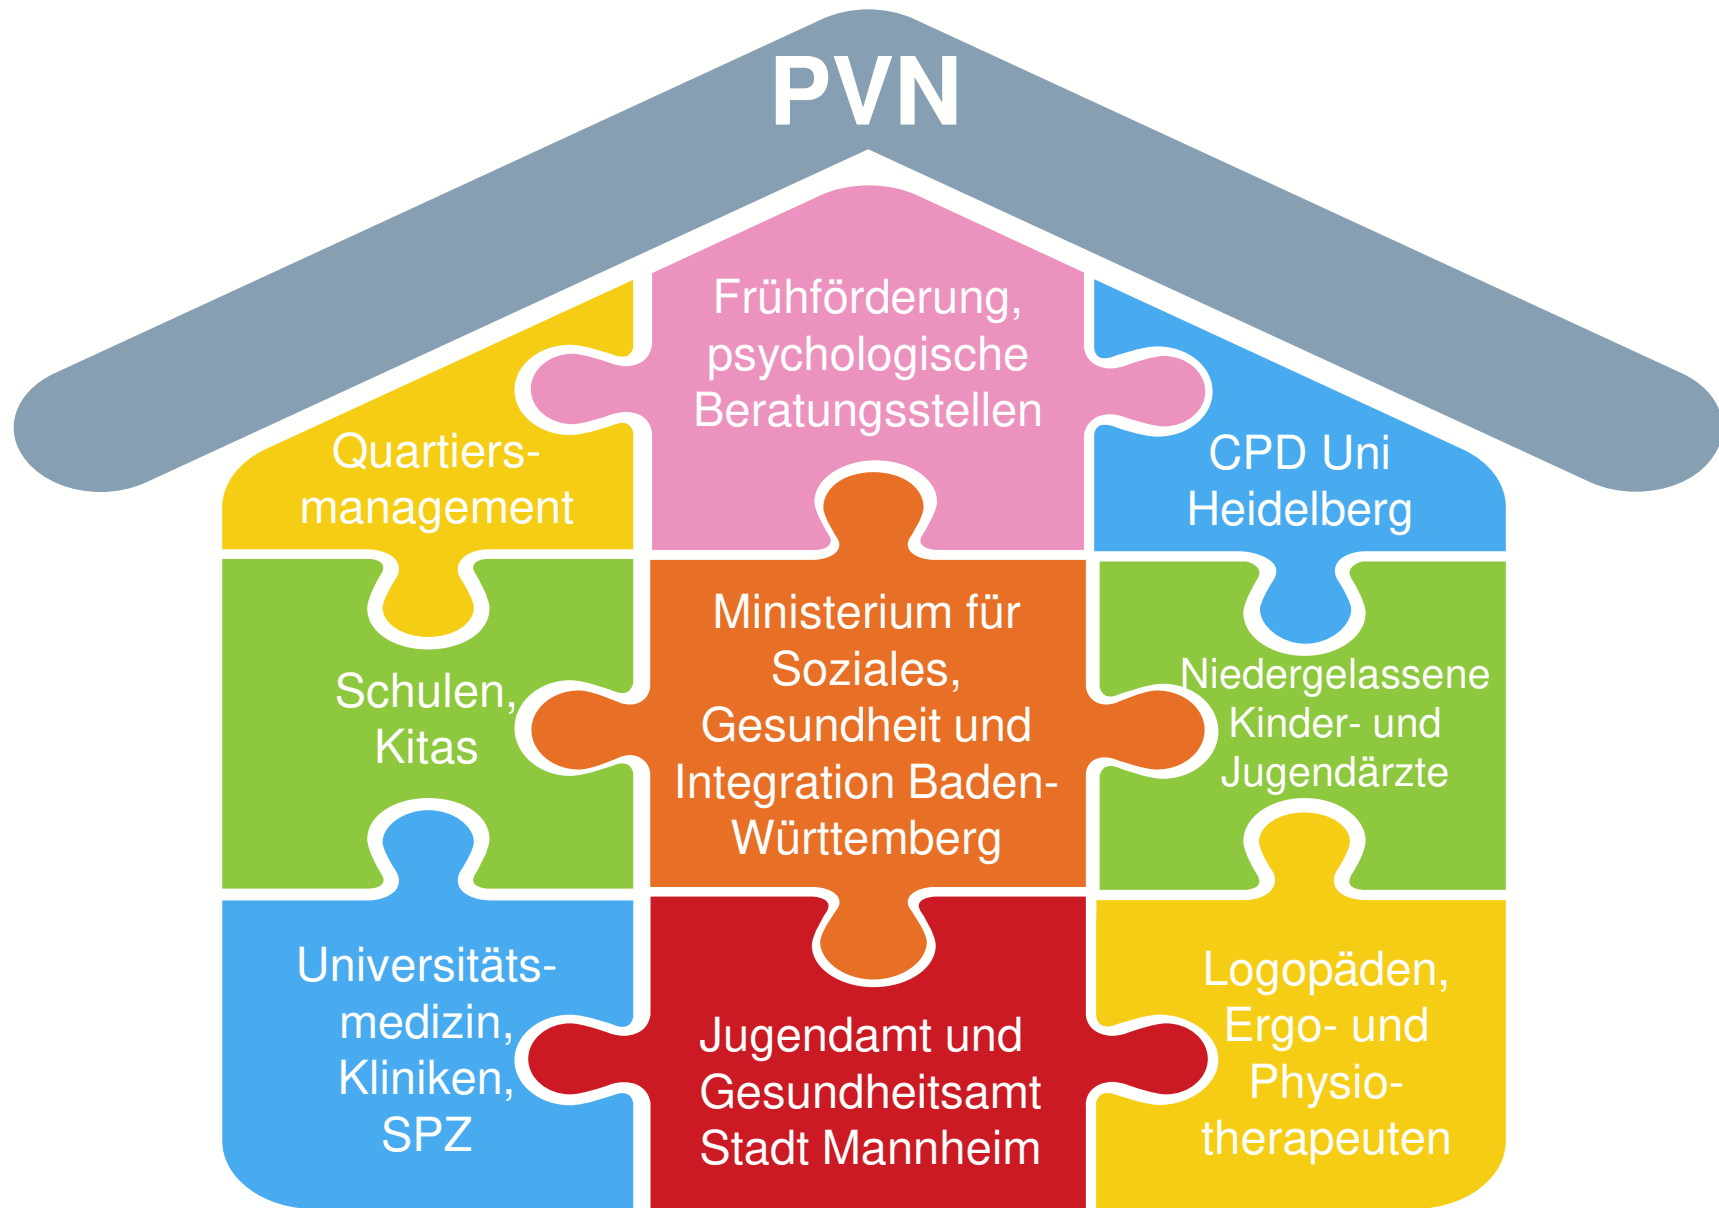 PVN
Frühförderung,
psychologische
Beratungsstellen
Quartiers-
management
CPD Uni
Heidelberg
Schulen,
Kitas
Ministerium für
Soziales,
Gesundheit und
Integration Baden-
Württemberg
Niedergelassene
Kinder- und
Jugendärzte
Universitäts-
medizin,
Kliniken,
SPZ
Jugendamt und
Gesundheitsamt
Stadt Mannheim
Logopäden,
Ergo- und
Physio-
therapeuten